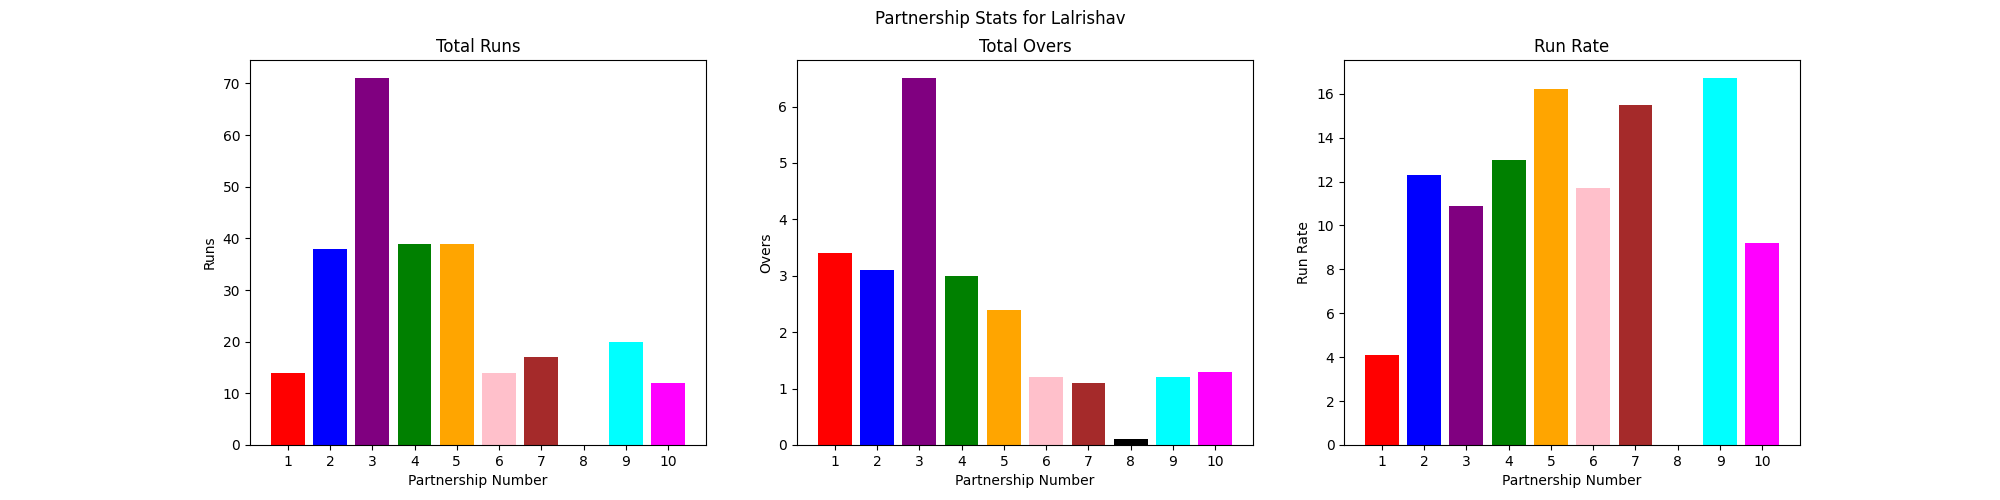 Partnership Stats for Lalrishav
Total Runs
Runs
70
60
50
40
30
20
10
0
1 2 3 4 5 6 7 8 9 10
Partnership Number
Total Overs
Overs
6
5
4
3
2
1
0
1 2 3 4 5 6 7 8 9 10
Partnership Number
Run Rate
Run Rate
16
14
12
10
8
6
4
2
0
1 2 3 4 5 6 7 8 9 10
Partnership Number